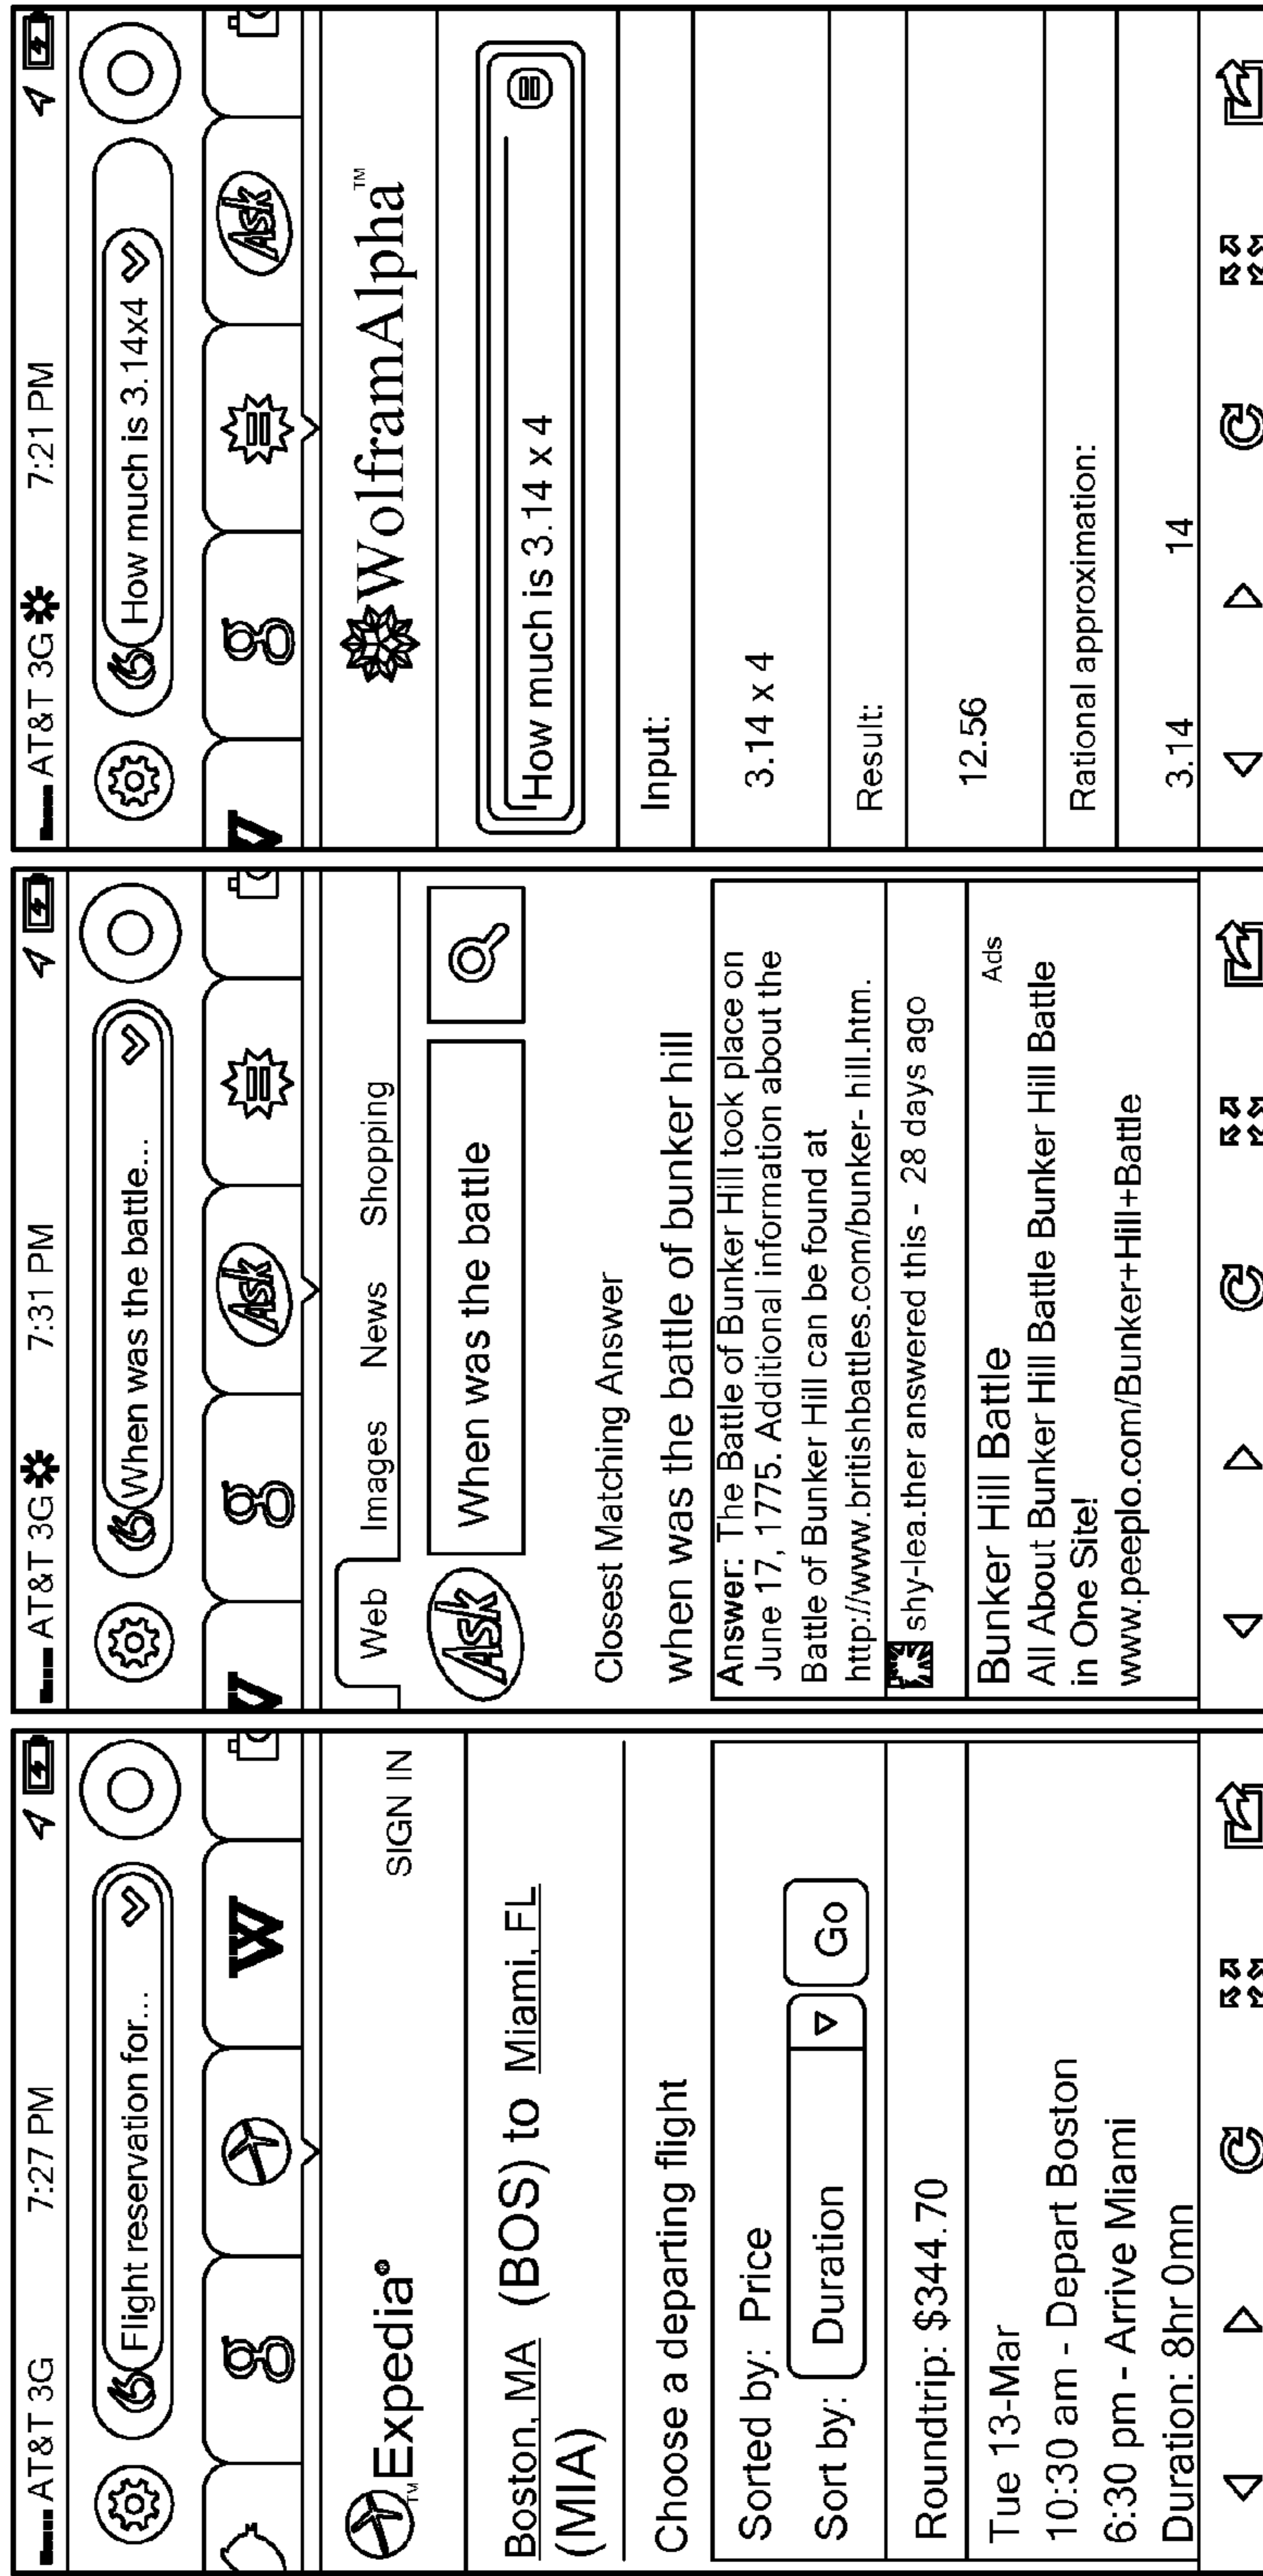 AT&T 3G 7:27 PM
Flight reservation for...
g W
Expedia®
TM
SIGN IN
Boston, MA (BOS) to Miami, FL
(MIA)
Choose a departing flight
Sorted by: Price
Sort by: Duration Go
Roundtrip: $344.70
Tue 13-Mar
10:30 am - Depart Boston
6:30 pm - Arrive Miami
Duration: 8hr 0mn
AT&T 3G 7:31 PM
When was the battle...
g Ask
Web Images News Shopping
Ask When was the battle
Closest Matching Answer
when was the battle of bunker hill
Answer: The Battle of Bunker Hill took place on
June 17, 1775. Additional information about the
Battle of Bunker Hill can be found at
http://www.britishbattles.com/bunker- hill.htm.
shy-lea.ther answered this - 28 days ago
Bunker Hill Battle Ads
All About Bunker Hill Battle Bunker Hill Battle
in One Site!
www.peeplo.com/Bunker+Hill+Battle
AT&T 3G 7:21 PM
How much is 3.14x4
g Ask
WolframAlpha™
How much is 3.14 x 4
Input:
3.14 x 4
Result:
12.56
Rational approximation:
3.14 14